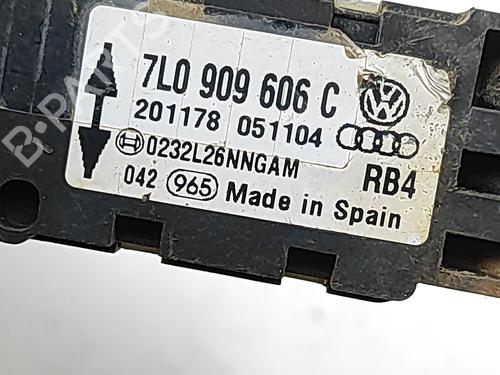 7L0 909 606 C
201178 051104
0232L26NNGAM
RB4
042 965 Made in Spain
B-PARTS